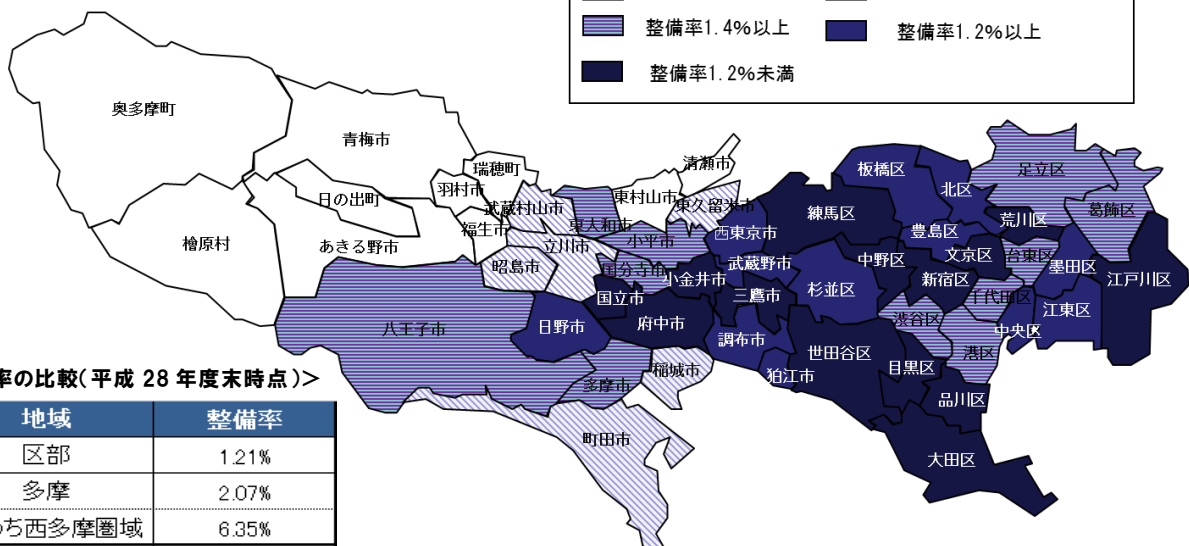 整備率1.4%以上
整備率1.2%以上
整備率1.2%未満
奥多摩町
青梅市
瑞穂町
清瀬市
羽村市
日の出町
武蔵村山市
東村山市
東久留米市
福生市
東大和市
檜原村
あきる野市
立川市
小平市
西東京市
昭島市
国分寺市
小金井市
武蔵野市
国立市
三鷹市
八王子市
日野市
府中市
調布市
多摩市
稲城市
狛江市
町田市
板橋区
北区
足立区
練馬区
荒川区
葛飾区
豊島区
文京区
台東区
墨田区
江戸川区
中野区
新宿区
杉並区
千代田区
江東区
渋谷区
中央区
世田谷区
目黒区
港区
品川区
大田区
率の比較(平成 28 年度末時点)>
地域 整備率
区部 1.21%
多摩 2.07%
ち西多摩圏域 6.35%